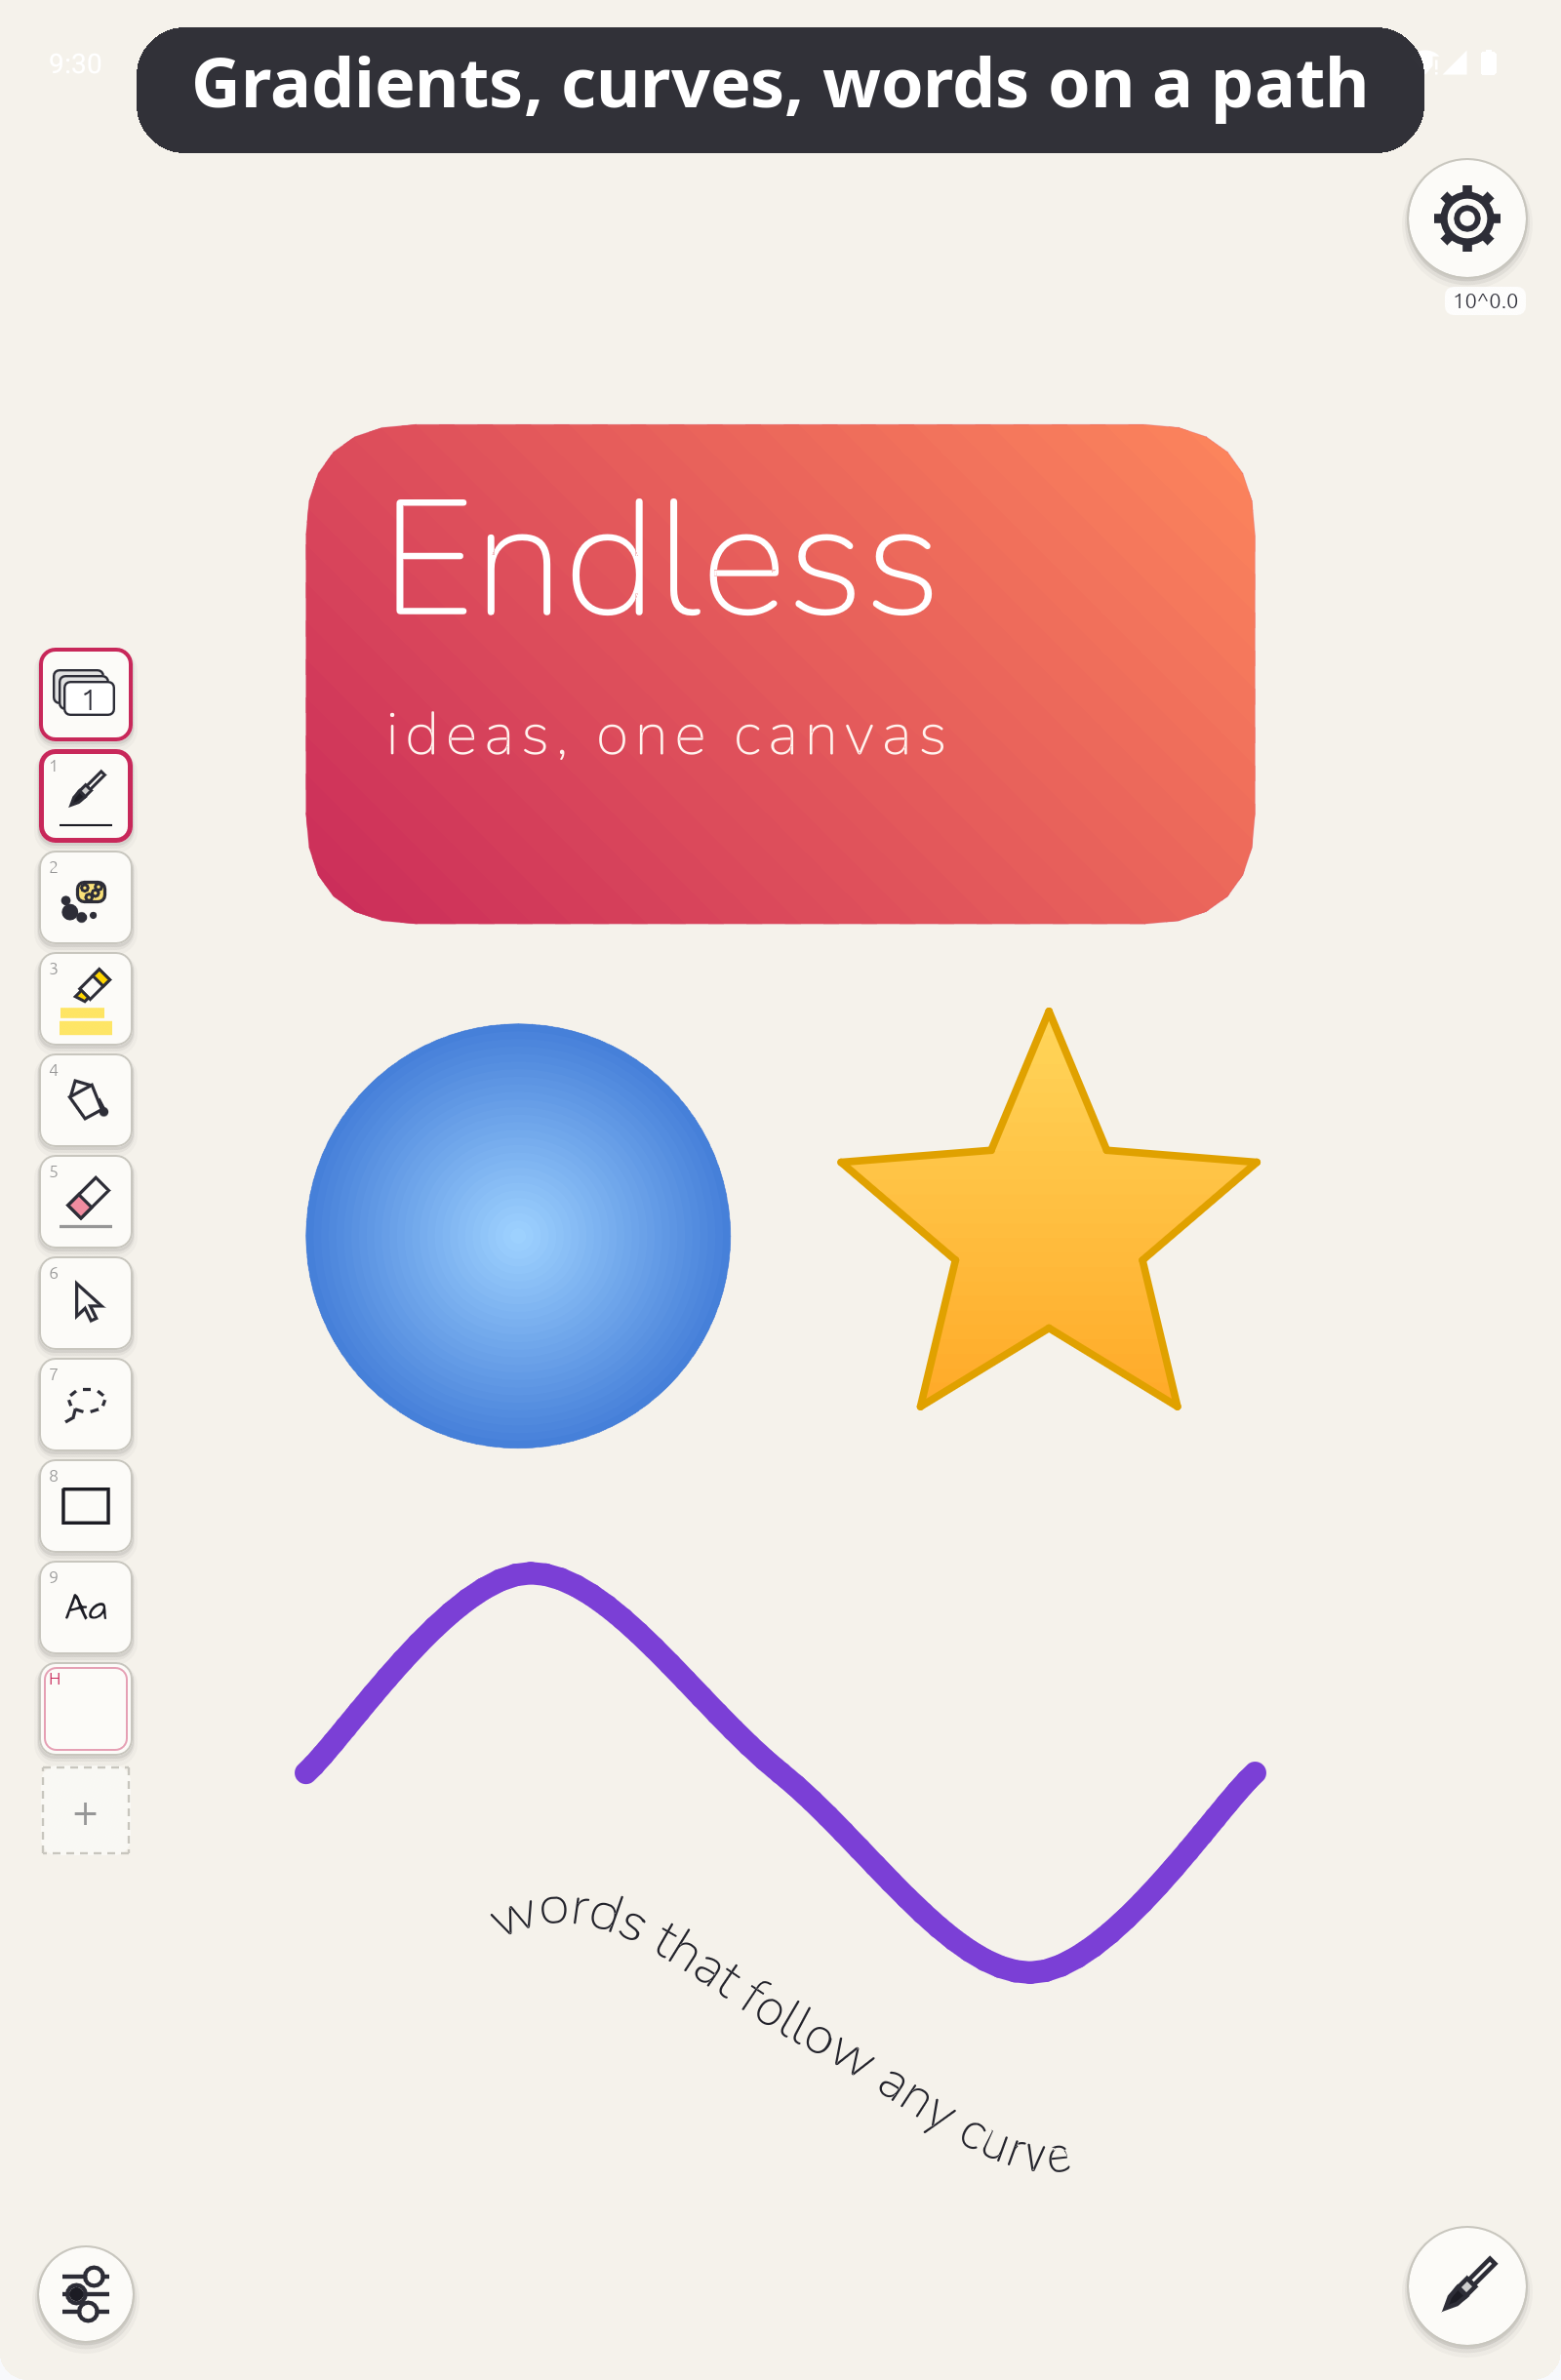 9:30
Gradients, curves, words on a path
10^0.0
Endless
ideas, one canvas
1
1
2
3
4
5
6
7
8
9
Aa
H
+
words that follow any curve